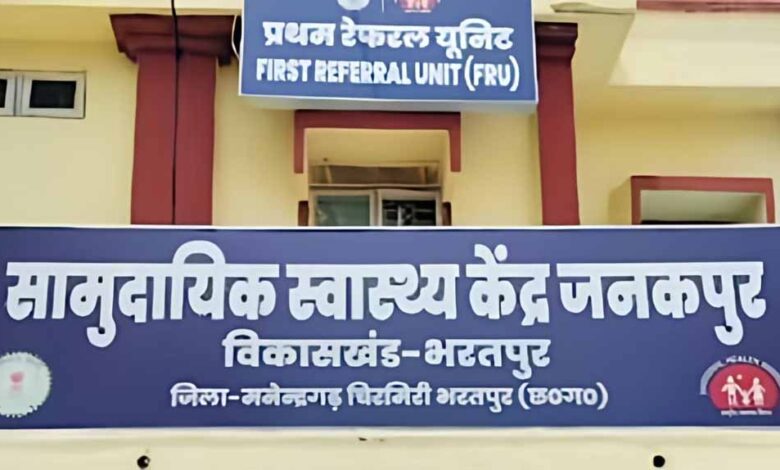 प्रथम रेफरल यूनिट
FIRST REFERRAL UNIT (FRU)
सामुदायिक स्वास्थ्य केंद्र जनकपुर
विकासखंड-भरतपुर
जिला-मनेन्द्रगढ़ चिरमिरी भरतपुर (छ0ग0)